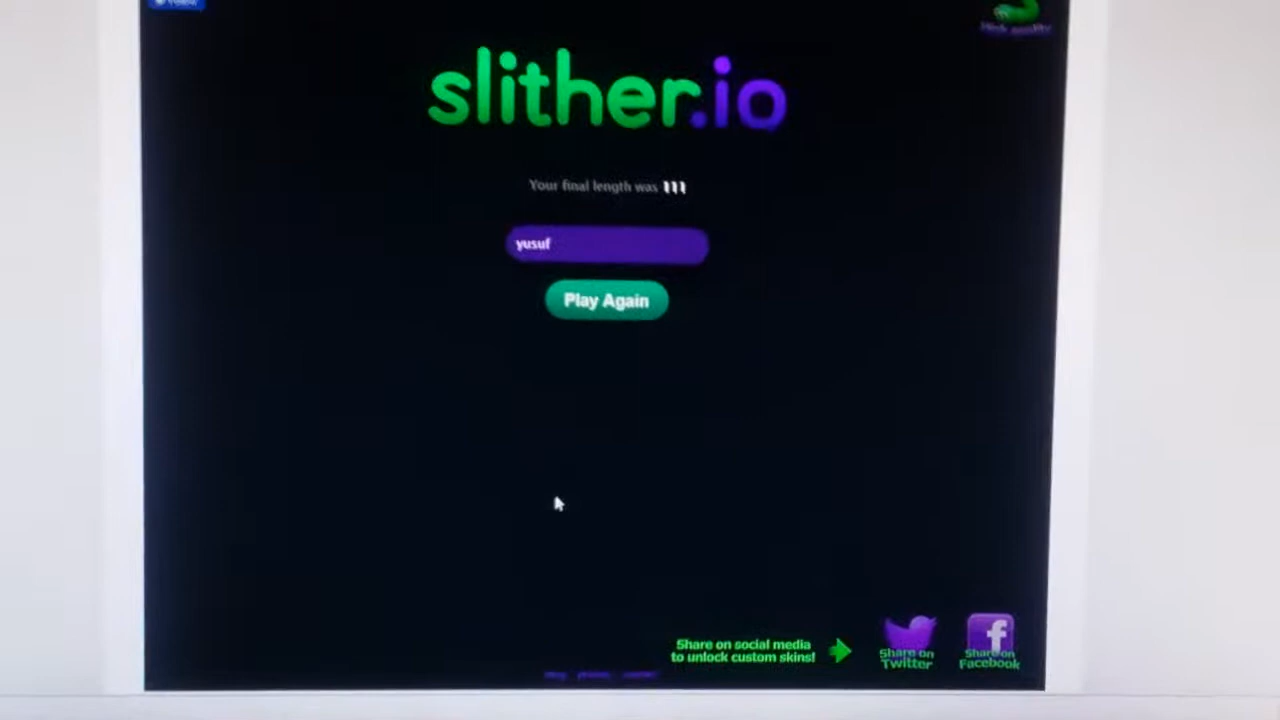 slither.io
Your final length was 111
yusuf
Play Again
Share on social media
to unlock custom skins!
Share on
Twitter
Share on
Facebook